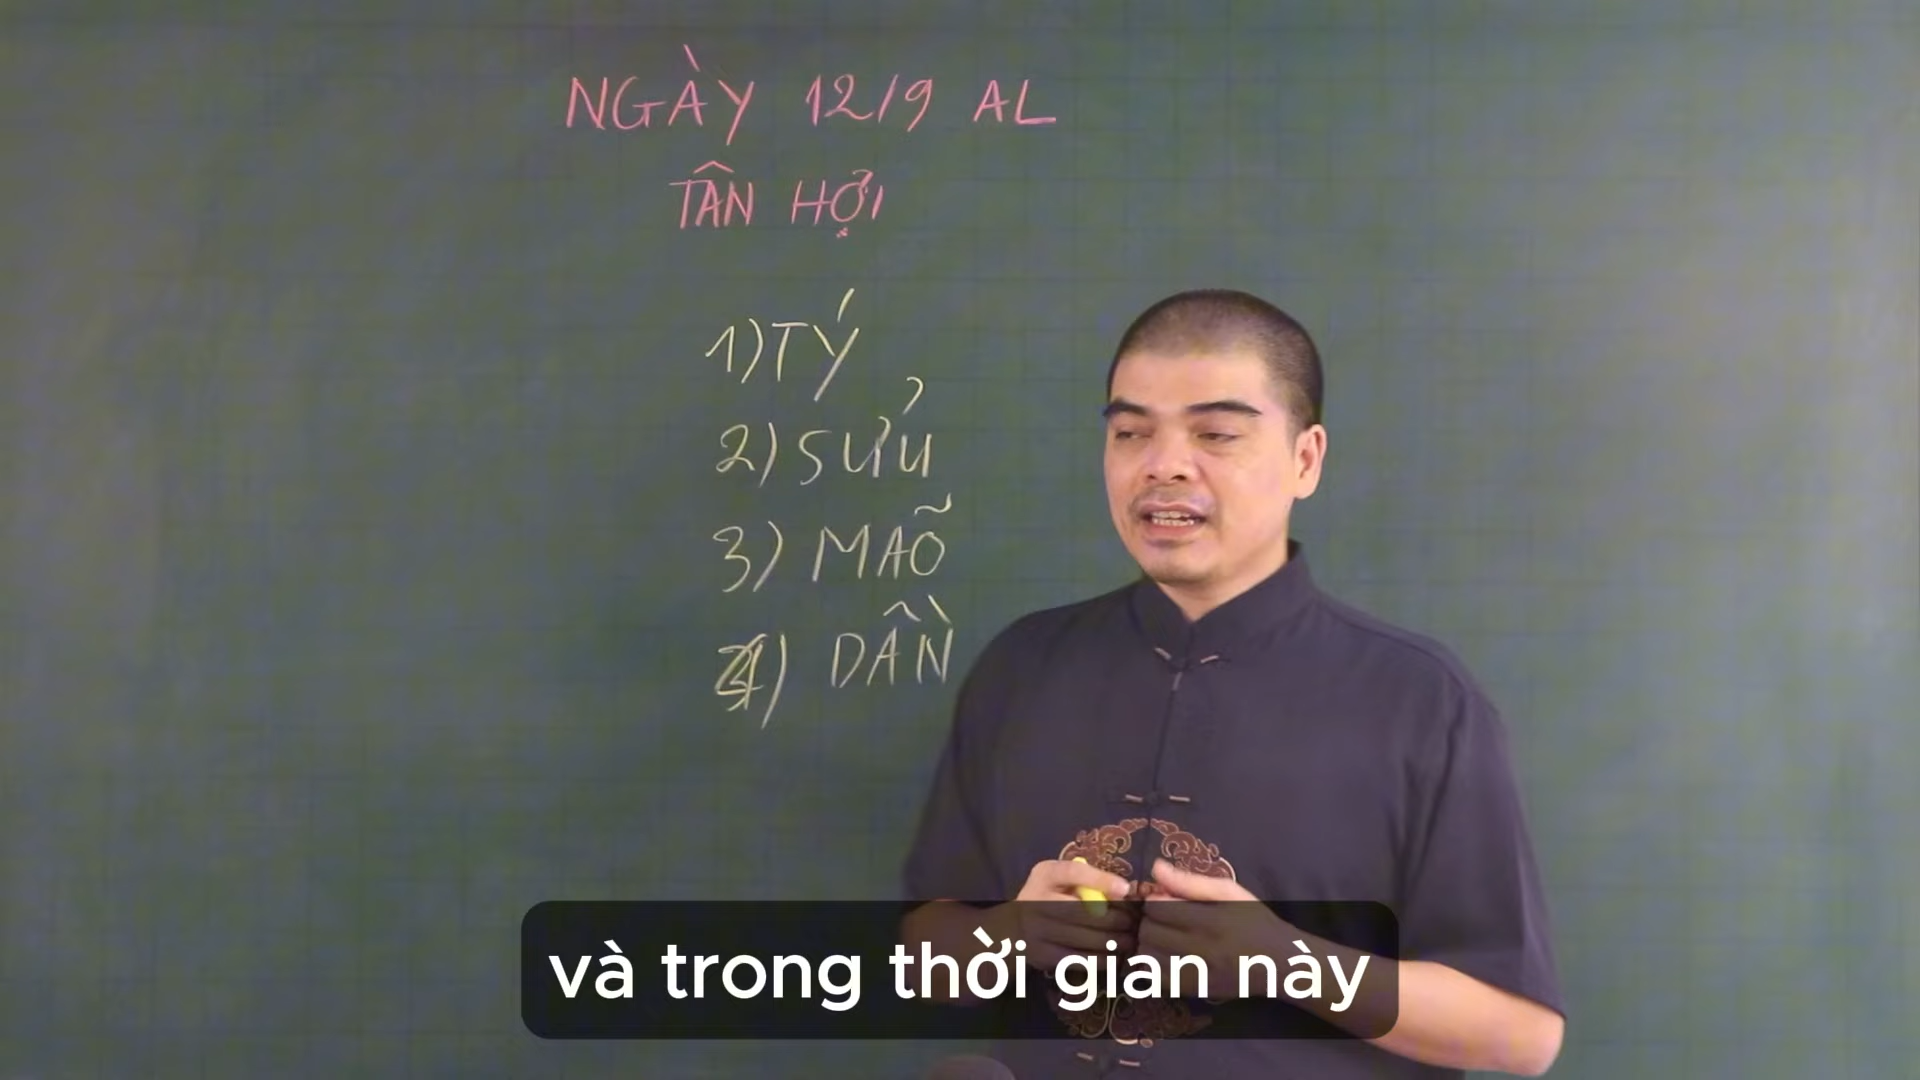 NGÀY 12/9 AL
TÂN HỢI
1) TÝ
2) SỬU
3) MÃO
4) DẦN
và trong thời gian này